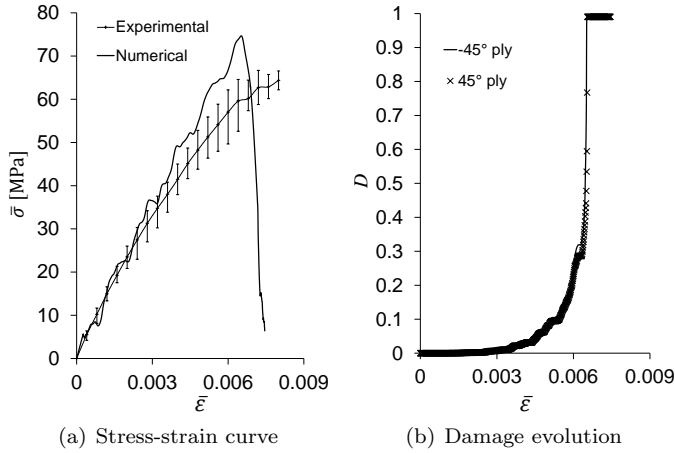 80
70
60
50
40
30
20
10
0
σ̄ [MPa]
Experimental
Numerical
0
0.003
0.006
0.009
ε̄
(a) Stress-strain curve
1
0.9
0.8
0.7
0.6
0.5
0.4
0.3
0.2
0.1
0
D
-45° ply
45° ply
0
0.003
0.006
0.009
ε̄
(b) Damage evolution